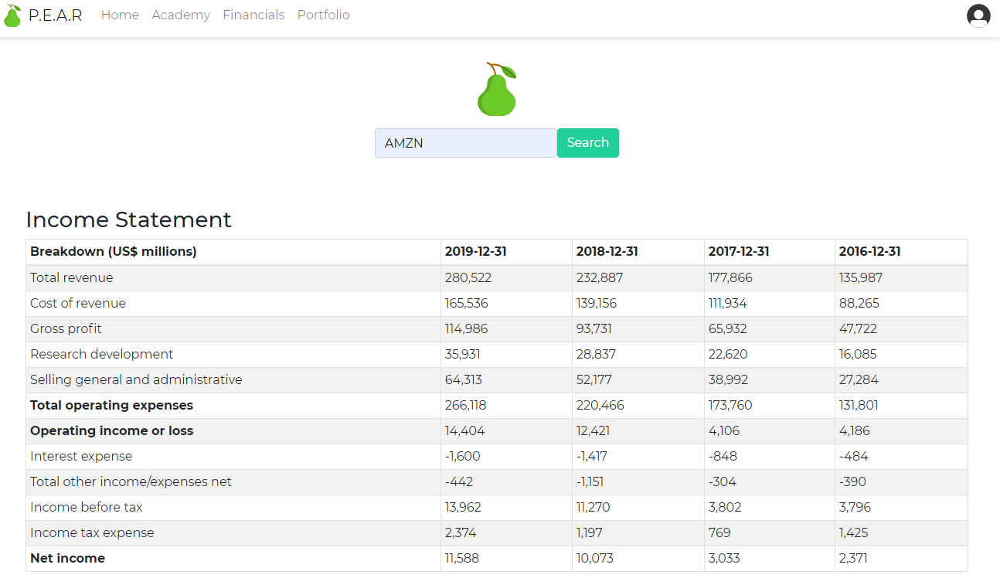 P.E.A.R Home Academy Financials Portfolio
AMZN Search
Income Statement
Breakdown (US$ millions) 2019-12-31 2018-12-31 2017-12-31 2016-12-31
Total revenue 280,522 232,887 177,866 135,987
Cost of revenue 165,536 139,156 111,934 88,265
Gross profit 114,986 93,731 65,932 47,722
Research development 35,931 28,837 22,620 16,085
Selling general and administrative 64,313 52,177 38,992 27,284
Total operating expenses 266,118 220,466 173,760 131,801
Operating income or loss 14,404 12,421 4,106 4,186
Interest expense -1,600 -1,417 -848 -484
Total other income/expenses net -442 -1,151 -304 -390
Income before tax 13,962 11,270 3,802 3,796
Income tax expense 2,374 1,197 769 1,425
Net income 11,588 10,073 3,033 2,371